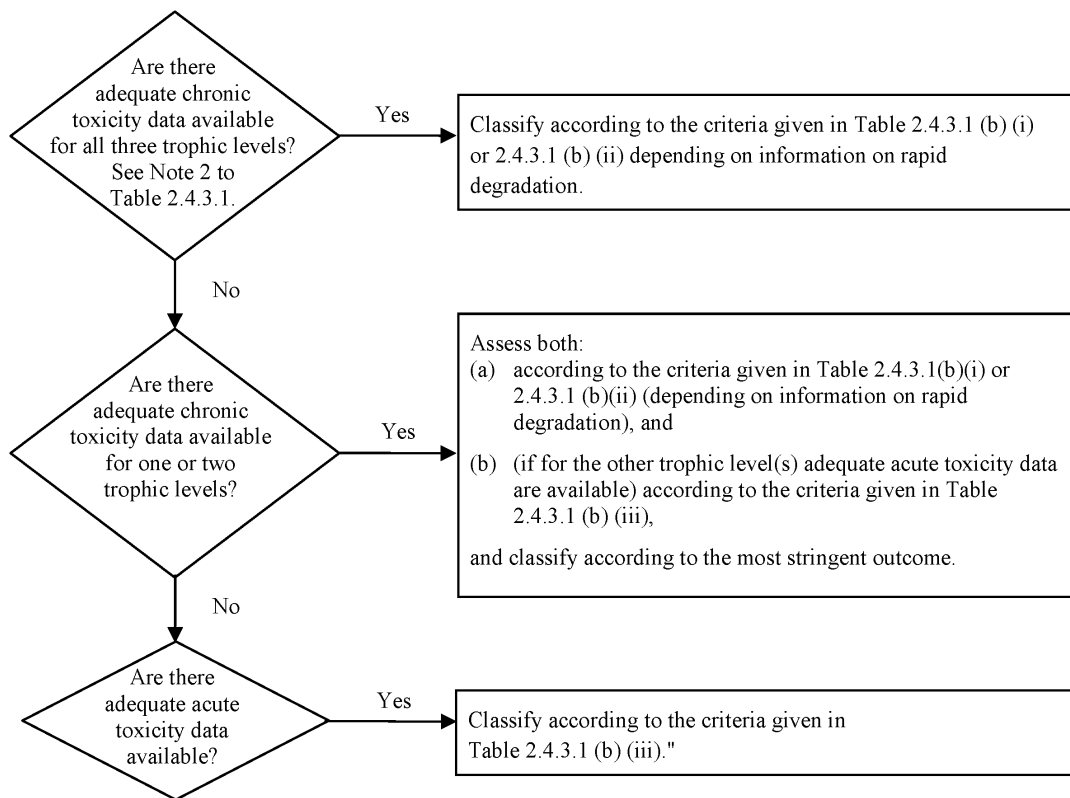 Are there
adequate chronic
toxicity data available
for all three trophic levels?
See Note 2 to
Table 2.4.3.1.
Yes
Classify according to the criteria given in Table 2.4.3.1 (b) (i)
or 2.4.3.1 (b) (ii) depending on information on rapid
degradation.
No
Are there
adequate chronic
toxicity data available
for one or two
trophic levels?
Yes
Assess both:
(a) according to the criteria given in Table 2.4.3.1(b)(i) or
2.4.3.1 (b)(ii) (depending on information on rapid
degradation), and
(b) (if for the other trophic level(s) adequate acute toxicity data
are available) according to the criteria given in Table
2.4.3.1 (b) (iii),
and classify according to the most stringent outcome.
No
Are there
adequate acute
toxicity data
available?
Yes
Classify according to the criteria given in
Table 2.4.3.1 (b) (iii)."